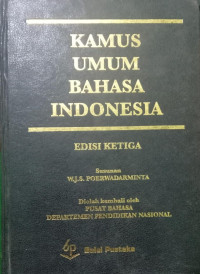 KAMUS
UMUM
BAHASA
INDONESIA
EDISI KETIGA
Susunan
W.J.S. POERWADARMINTA
Diolah kembali oleh
PUSAT BAHASA
DEPARTEMEN PENDIDIKAN NASIONAL
Balai Pustaka